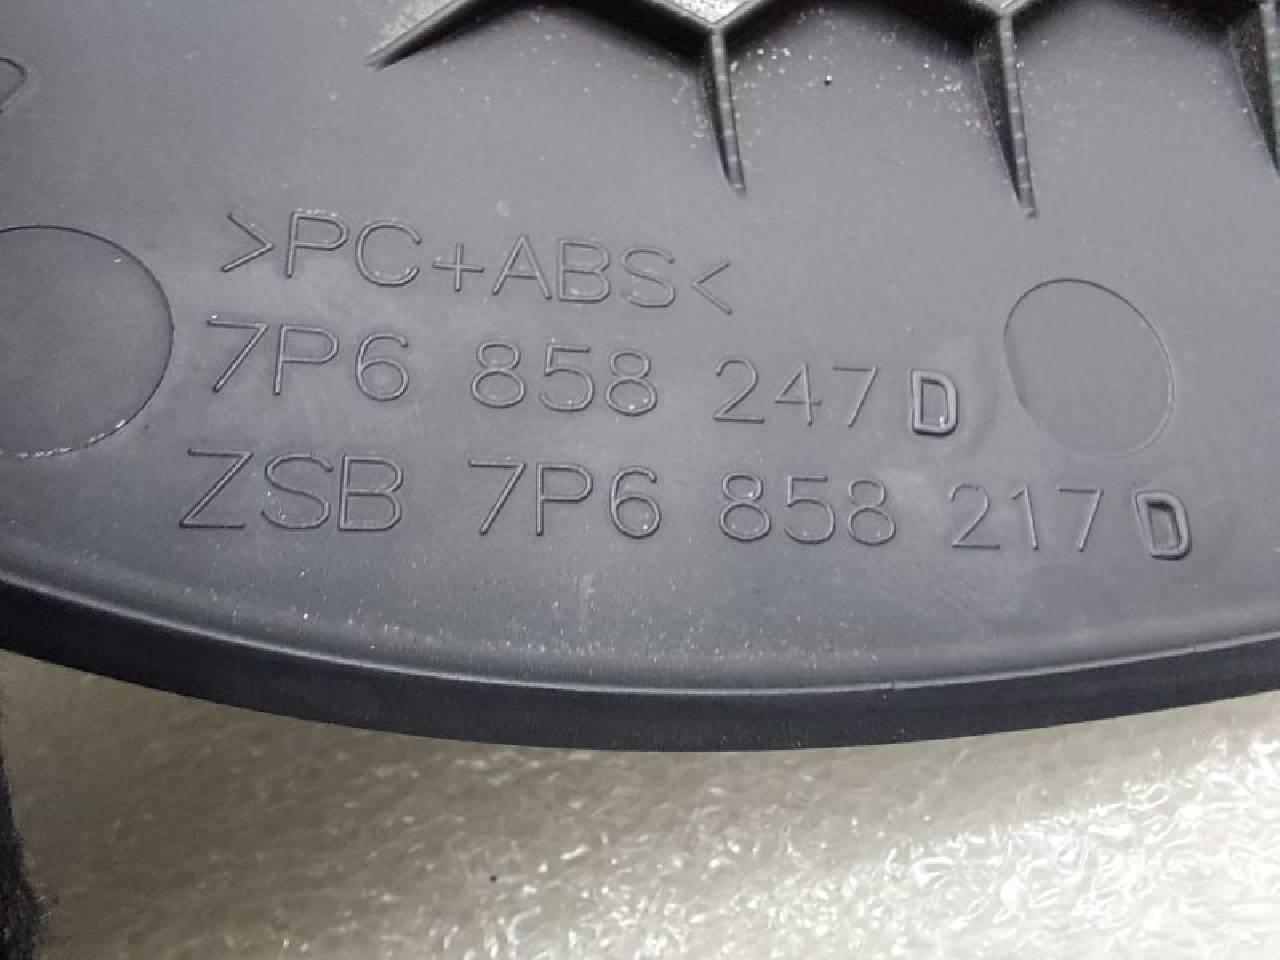 >PC+ABS<
7P6 858 247 D
ZSB 7P6 858 217 D